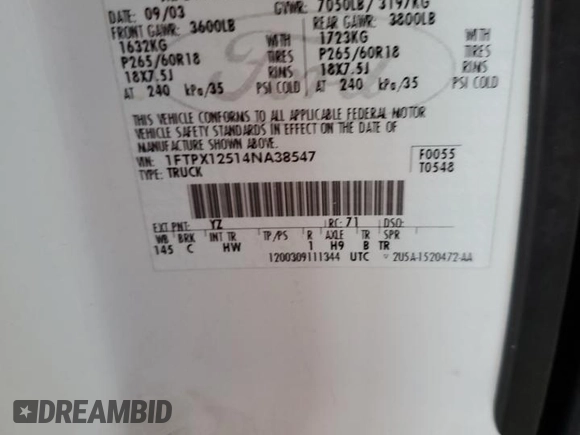 DATE: 09/03 GVWR: 7050LB/ 3197KG
FRONT GAWR: 3600LB REAR GAWR: 3800LB
1632KG WITH 1723KG WITH
P265/60R18 TIRES P265/60R18 TIRES
18X7.5J RIMS 18X7.5J RIMS
AT 240 kPa/35 PSI COLD AT 240 kPa/35 PSI COLD
Ford
THIS VEHICLE CONFORMS TO ALL APPLICABLE FEDERAL MOTOR
VEHICLE SAFETY STANDARDS IN EFFECT ON THE DATE OF
MANUFACTURE SHOWN ABOVE.
VIN: 1FTPX12514NA38547 F0055
TYPE: TRUCK T0548
EXT PNT: YZ RC: 71 DSO:
WB BRK INT TR TP/PS R AXLE TR SPR
145 C HW 1 H9 B TR
1200309111344 UTC 2U5A-1520472-AA
DREAMBID